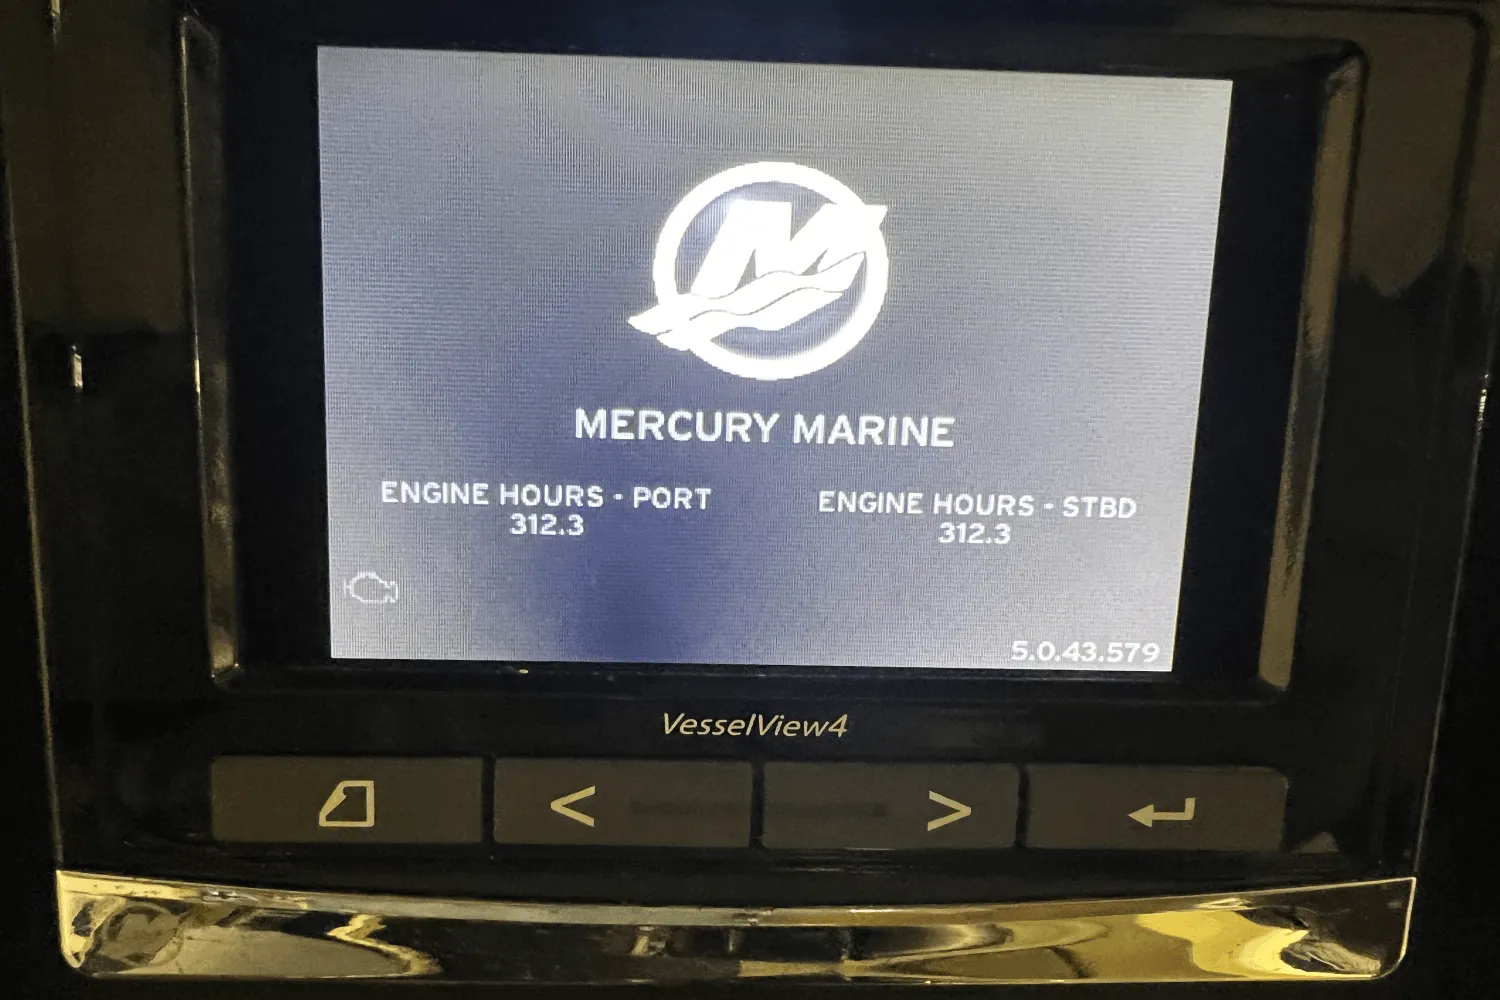 M
MERCURY MARINE
ENGINE HOURS - PORT
312.3
ENGINE HOURS - STBD
312.3
5.0.43.579
VesselView4
< >